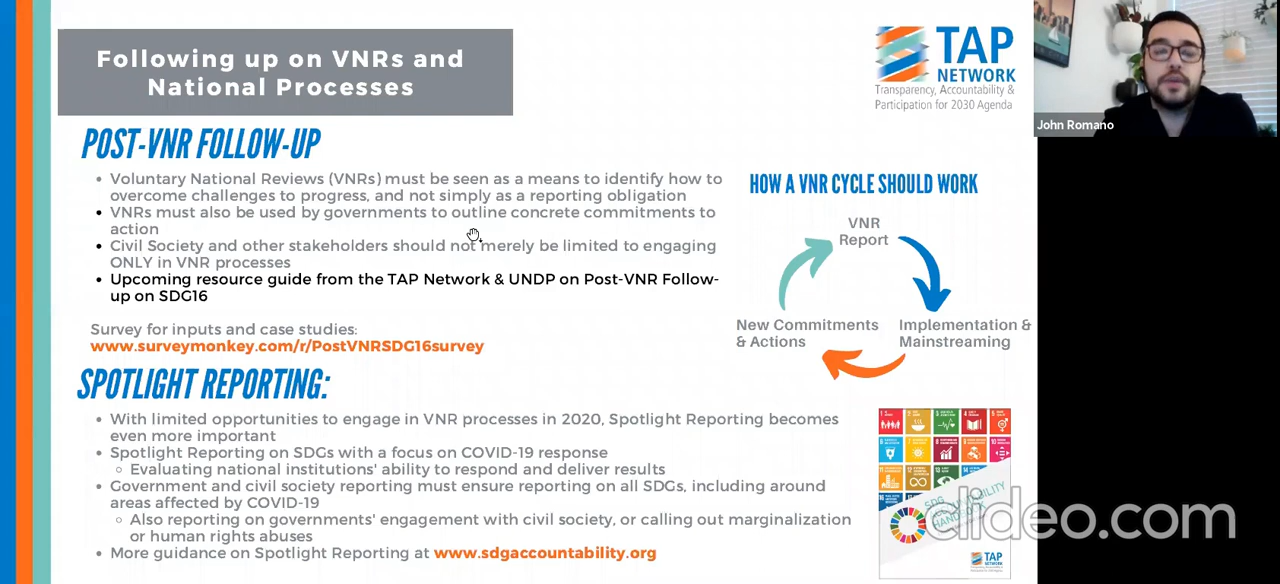 Following up on VNRs and
National Processes
TAP
NETWORK
Transparency, Accountability &
Participation for 2030 Agenda
John Romano
POST-VNR FOLLOW-UP
• Voluntary National Reviews (VNRs) must be seen as a means to identify how to
overcome challenges to progress, and not simply as a reporting obligation
• VNRs must also be used by governments to outline concrete commitments to
action
• Civil Society and other stakeholders should not merely be limited to engaging
ONLY in VNR processes
• Upcoming resource guide from the TAP Network & UNDP on Post-VNR Follow-
up on SDG16
Survey for inputs and case studies:
www.surveymonkey.com/r/PostVNRSDG16survey
HOW A VNR CYCLE SHOULD WORK
VNR
Report
Implementation &
Mainstreaming
New Commitments
& Actions
SPOTLIGHT REPORTING:
• With limited opportunities to engage in VNR processes in 2020, Spotlight Reporting becomes
even more important
• Spotlight Reporting on SDGs with a focus on COVID-19 response
◦ Evaluating national institutions' ability to respond and deliver results
• Government and civil society reporting must ensure reporting on all SDGs, including around
areas affected by COVID-19
◦ Also reporting on governments' engagement with civil society, or calling out marginalization
or human rights abuses
• More guidance on Spotlight Reporting at www.sdgaccountability.org
SDG
ACCOUNTABILITY
HANDBOOK
TAP
clideo.com